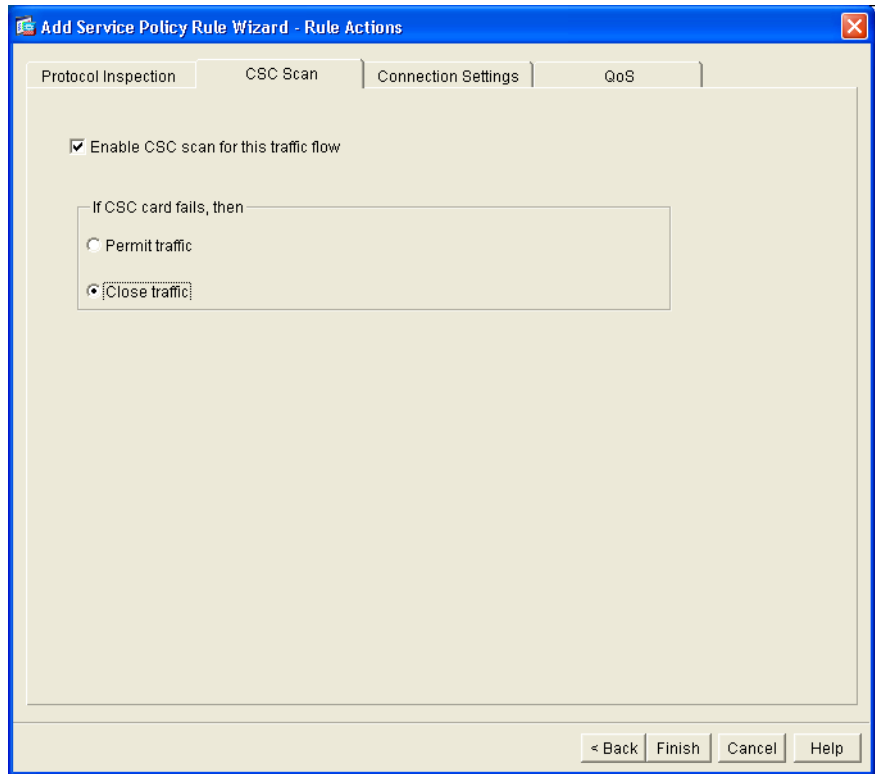 Add Service Policy Rule Wizard - Rule Actions
Protocol Inspection
CSC Scan
Connection Settings
QoS
Enable CSC scan for this traffic flow
If CSC card fails, then
Permit traffic
Close traffic
< Back
Finish
Cancel
Help